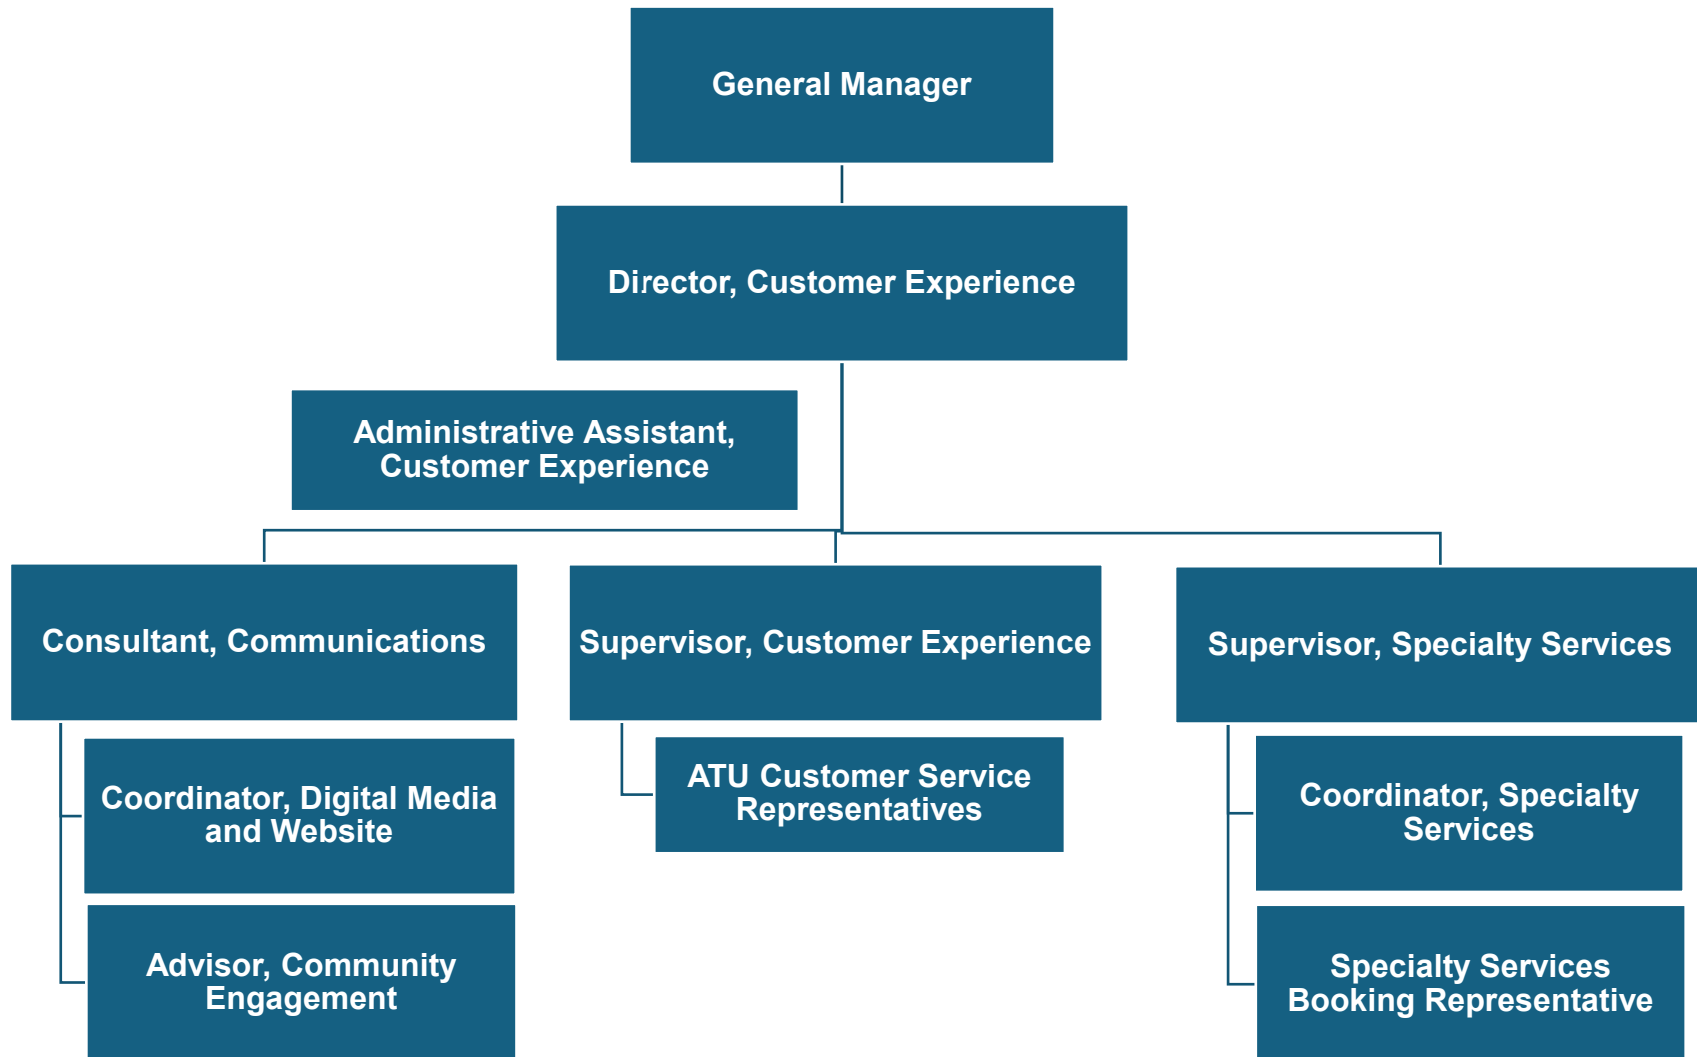 General Manager
Director, Customer Experience
Administrative Assistant,
Customer Experience
Consultant, Communications
Supervisor, Customer Experience
Supervisor, Specialty Services
Coordinator, Digital Media
and Website
ATU Customer Service
Representatives
Coordinator, Specialty
Services
Advisor, Community
Engagement
Specialty Services
Booking Representative